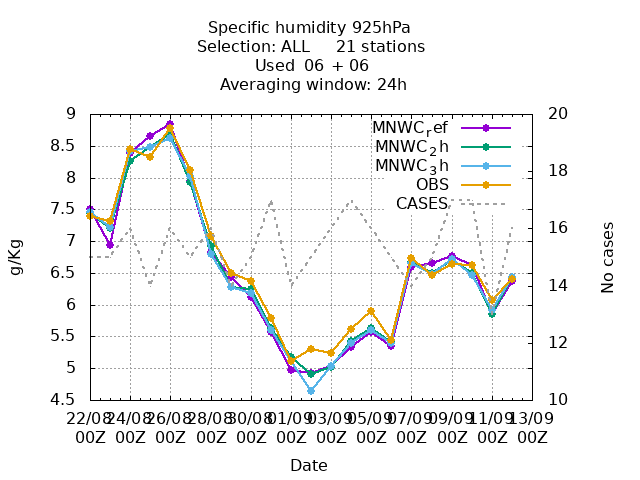 Specific humidity 925hPa
Selection: ALL 21 stations
Used 06 + 06
Averaging window: 24h
9
8.5
8
7.5
7
6.5
6
5.5
5
4.5
g/Kg
20
18
16
14
12
10
No cases
MNWC_ref
MNWC_2h
MNWC_3h
OBS
CASES
22/08 24/08 26/08 28/08 30/08 01/09 03/09 05/09 07/09 09/09 11/09 13/09
00Z 00Z 00Z 00Z 00Z 00Z 00Z 00Z 00Z 00Z 00Z 00Z
Date